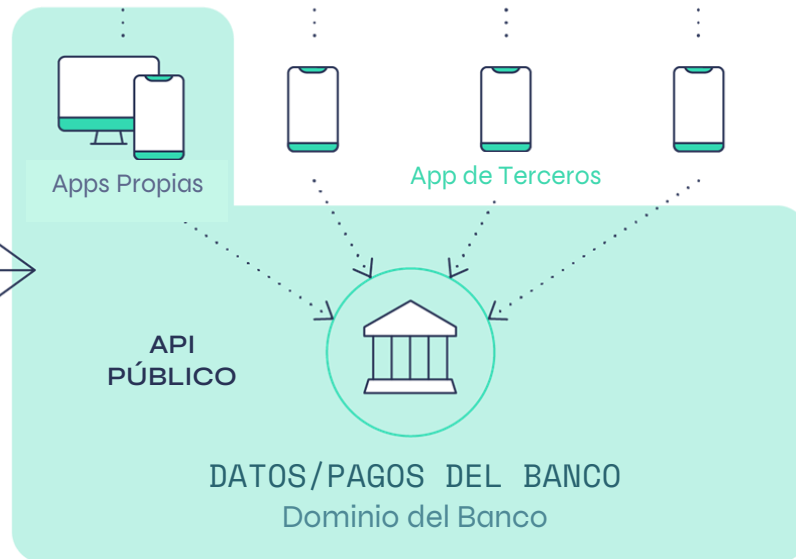 Apps Propias
App de Terceros
API
PÚBLICO
DATOS/PAGOS DEL BANCO
Dominio del Banco